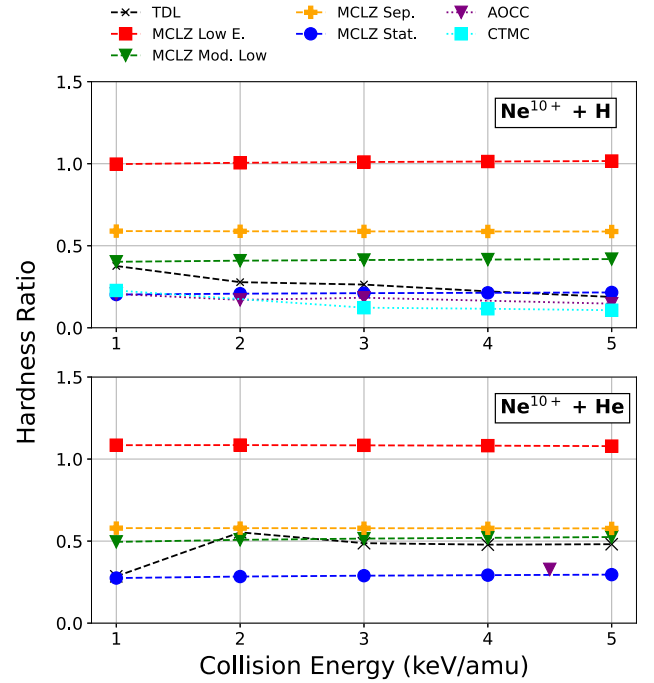 TDL
MCLZ Low E.
MCLZ Mod. Low
MCLZ Sep.
MCLZ Stat.
AOCC
CTMC
Hardness Ratio
1.5
1.0
0.5
0.0
Ne¹⁰⁺ + H
1 2 3 4 5
1.5
1.0
0.5
0.0
Ne¹⁰⁺ + He
1 2 3 4 5
Collision Energy (keV/amu)